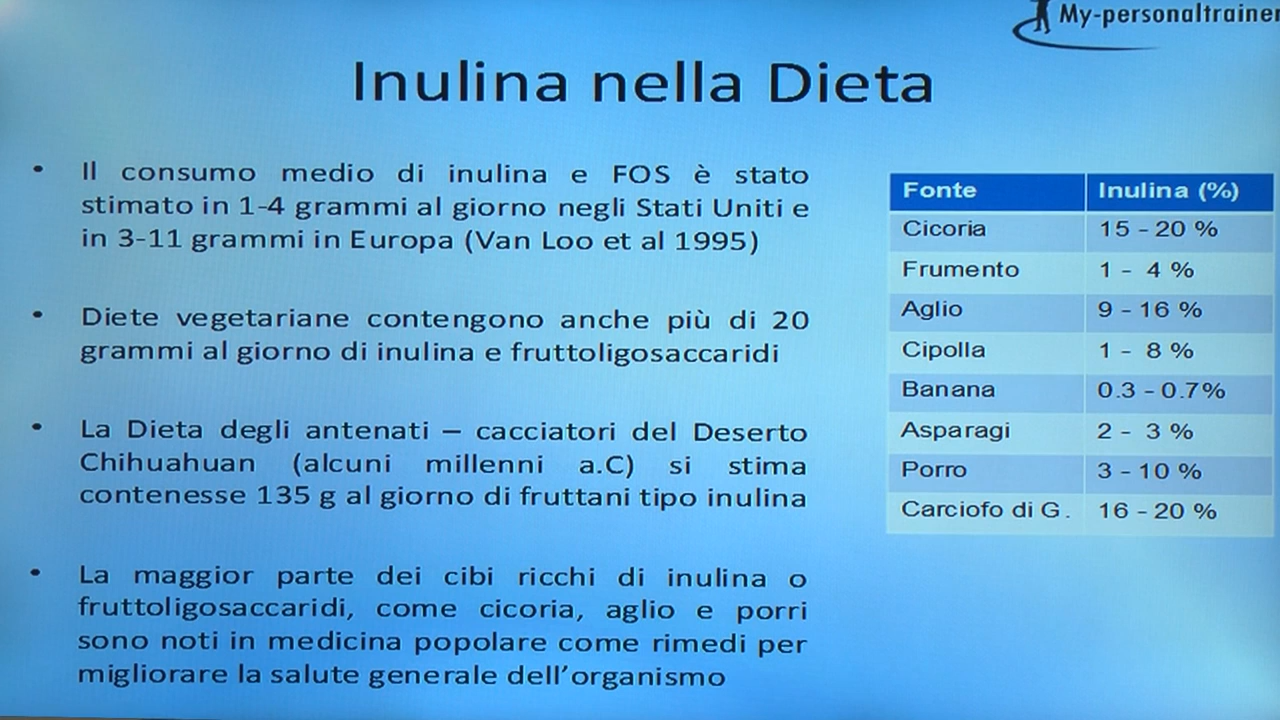 My-personaltrainer
Inulina nella Dieta
• Il consumo medio di inulina e FOS è stato
stimato in 1-4 grammi al giorno negli Stati Uniti e
in 3-11 grammi in Europa (Van Loo et al 1995)
• Diete vegetariane contengono anche più di 20
grammi al giorno di inulina e fruttoligosaccaridi
• La Dieta degli antenati – cacciatori del Deserto
Chihuahuan (alcuni millenni a.C) si stima
contenesse 135 g al giorno di fruttani tipo inulina
• La maggior parte dei cibi ricchi di inulina o
fruttoligosaccaridi, come cicoria, aglio e porri
sono noti in medicina popolare come rimedi per
migliorare la salute generale dell'organismo
Fonte Inulina (%)
Cicoria 15 - 20 %
Frumento 1 - 4 %
Aglio 9 - 16 %
Cipolla 1 - 8 %
Banana 0.3 - 0.7%
Asparagi 2 - 3 %
Porro 3 - 10 %
Carciofo di G. 16 - 20 %